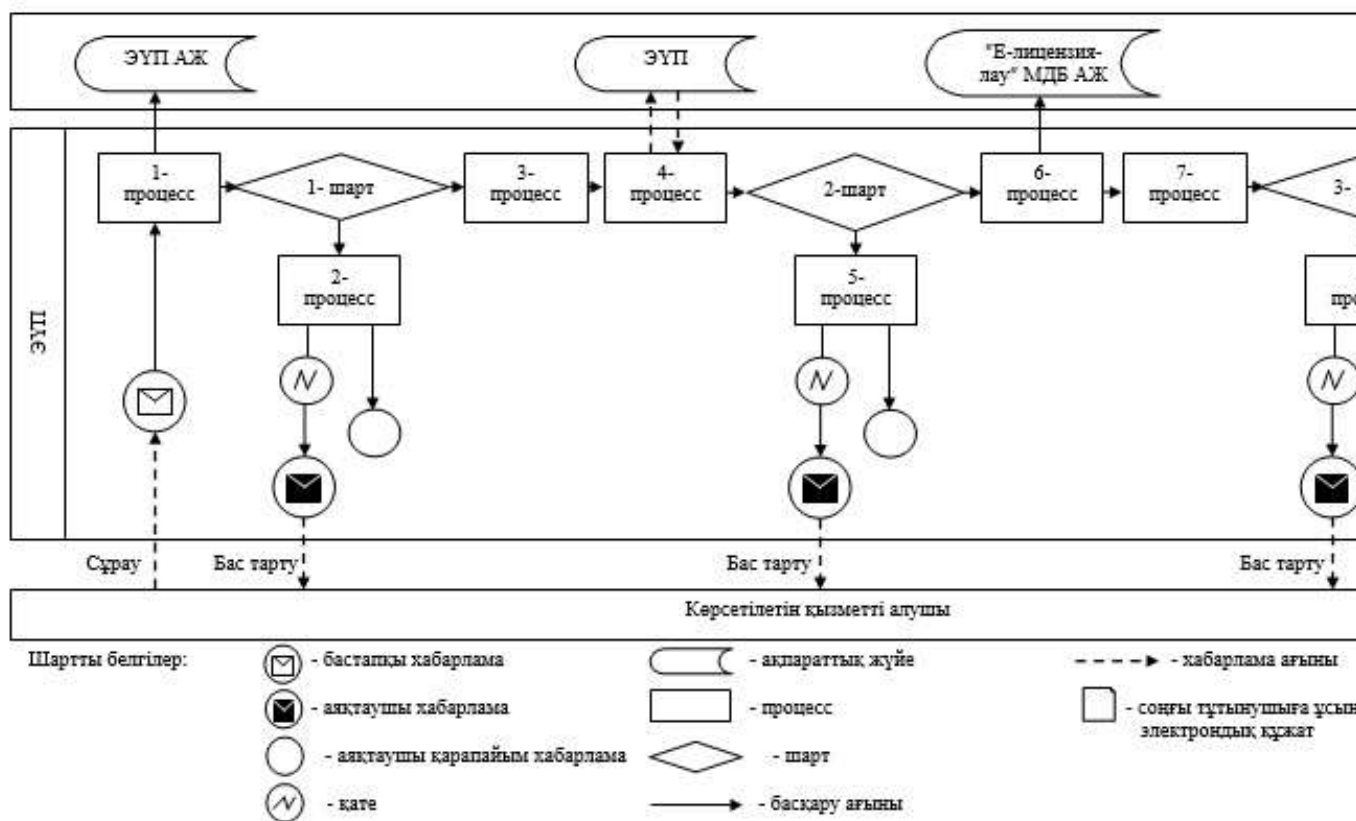 ЭҮП АЖ
ЭҮП
"Е-лицензия-
лау" МДБ АЖ
ЭҮП
1-
процесс
1- шарт
3-
процесс
4-
процесс
2-шарт
6-
процесс
7-
процесс
3-
2-
процесс
5-
процесс
Сұрау
Бас тарту
Бас тарту
Бас тарту
Көрсетілетін қызметті алушы
Шартты белгілер:
- бастапқы хабарлама
- аяқтаушы хабарлама
- аяқтаушы қарапайым хабарлама
- қате
- ақпараттық жүйе
- процесс
- шарт
- басқару ағыны
- хабарлама ағыны
- соңғы тұтынушыға
электрондық құжат